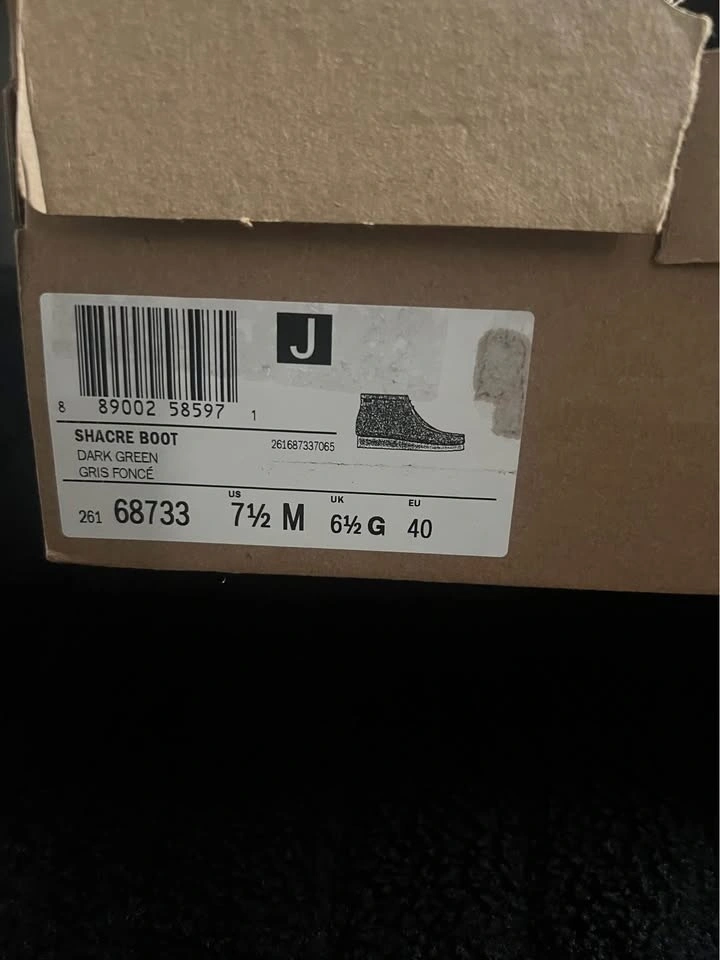 J
8 89002 58597 1
SHACRE BOOT
261687337065
DARK GREEN
GRIS FONCÉ
US UK EU
261 68733 7½ M 6½ G 40